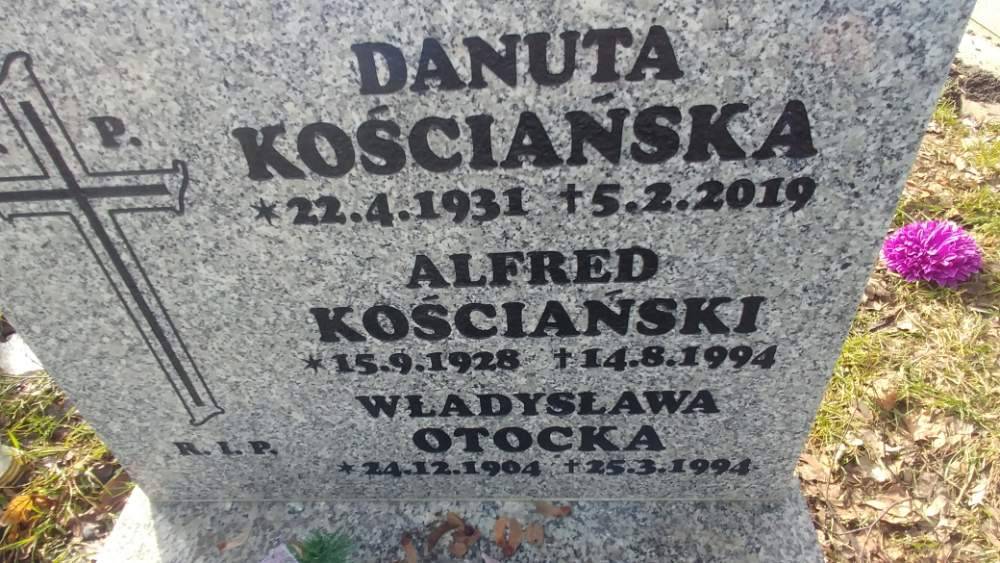 P.
DANUTA
KOŚCIAŃSKA
*22.4.1931 †5.2.2019
ALFRED
KOŚCIAŃSKI
*15.9.1928 †14.8.1994
WŁADYSŁAWA
OTOCKA
*24.12.1904 †25.3.1994
R.I.P.